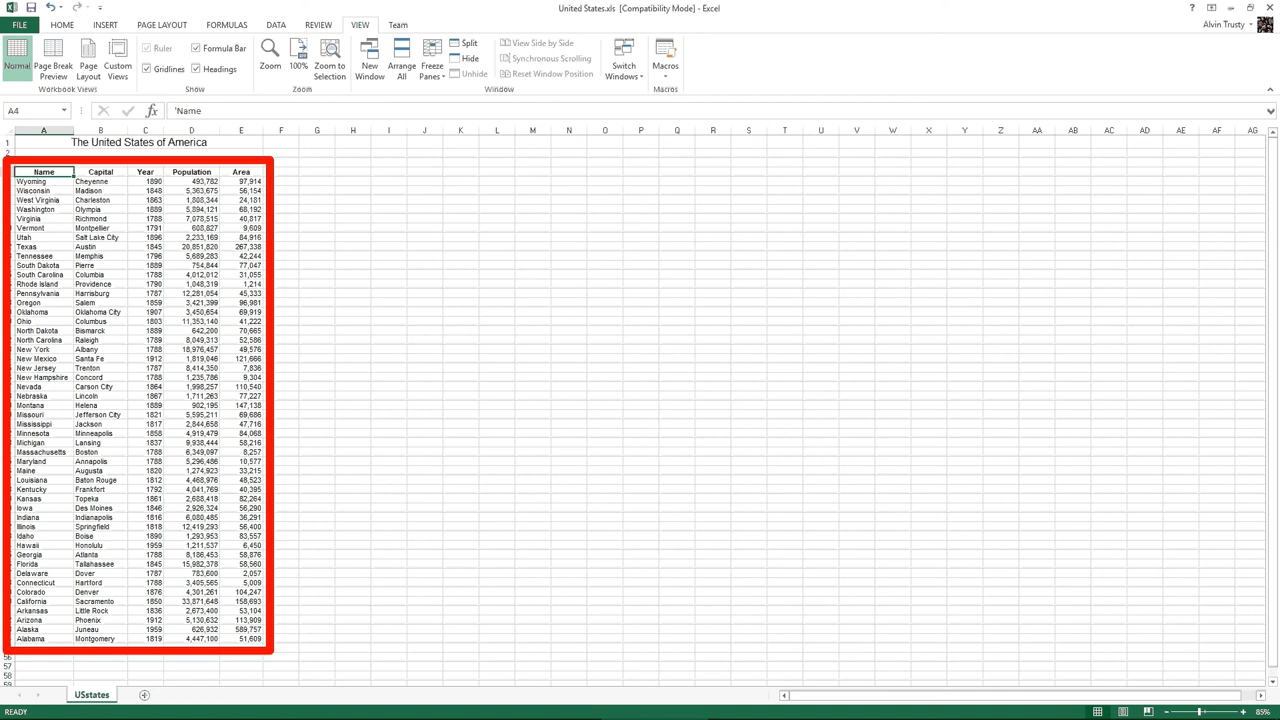 United States.xls [Compatibility Mode] - Excel
FILE HOME INSERT PAGE LAYOUT FORMULAS DATA REVIEW VIEW Team
Alvin Trusty
Normal Page Break Preview Page Layout Custom Views
Workbook Views
Ruler Formula Bar
Gridlines Headings
Show
Zoom 100% Zoom to Selection
Zoom
New Window Arrange All Freeze Panes
Split
Hide
Unhide
View Side by Side
Synchronous Scrolling
Reset Window Position
Switch Windows
Window
Macros
Macros
A4 fx 'Name
A B C D E F G H I J K L M N O P Q R S T U V W X Y Z AA AB AC AD AE AF AG
1 The United States of America
2
Name Capital Year Population Area
Wyoming Cheyenne 1890 493,782 97,914
Wisconsin Madison 1848 5,363,675 56,154
West Virginia Charleston 1863 1,808,344 24,181
Washington Olympia 1889 5,894,121 68,192
Virginia Richmond 1788 7,078,515 40,817
Vermont Montpellier 1791 608,827 9,609
Utah Salt Lake City 1896 2,233,169 84,916
Texas Austin 1845 20,851,820 267,338
Tennessee Memphis 1796 5,689,283 42,244
South Dakota Pierre 1889 754,844 77,047
South Carolina Columbia 1788 4,012,012 31,055
Rhode Island Providence 1790 1,048,319 1,214
Pennsylvania Harrisburg 1787 12,281,054 45,333
Oregon Salem 1859 3,421,399 96,981
Oklahoma Oklahoma City 1907 3,450,654 69,919
Ohio Columbus 1803 11,353,140 41,222
North Dakota Bismarck 1889 642,200 70,665
North Carolina Raleigh 1789 8,049,313 52,586
New York Albany 1788 18,976,457 49,576
New Mexico Santa Fe 1912 1,819,046 121,666
New Jersey Trenton 1787 8,414,350 7,836
New Hampshire Concord 1788 1,235,786 9,304
Nevada Carson City 1864 1,998,257 110,540
Nebraska Lincoln 1867 1,711,263 77,227
Montana Helena 1889 902,195 147,138
Missouri Jefferson City 1821 5,595,211 69,686
Mississippi Jackson 1817 2,844,658 47,716
Minnesota Minneapolis 1858 4,919,479 84,068
Michigan Lansing 1837 9,938,444 58,216
Massachusetts Boston 1788 6,349,097 8,257
Maryland Annapolis 1788 5,296,486 10,577
Maine Augusta 1820 1,274,923 33,215
Louisiana Baton Rouge 1812 4,468,976 48,523
Kentucky Frankfort 1792 4,041,769 40,395
Kansas Topeka 1861 2,688,418 82,264
Iowa Des Moines 1846 2,926,324 56,290
Indiana Indianapolis 1816 6,080,485 36,291
Illinois Springfield 1818 12,419,293 56,400
Idaho Boise 1890 1,293,953 83,557
Hawaii Honolulu 1959 1,211,537 6,450
Georgia Atlanta 1788 8,186,453 58,876
Florida Tallahassee 1845 15,982,378 58,560
Delaware Dover 1787 783,600 2,057
Connecticut Hartford 1788 3,405,565 5,009
Colorado Denver 1876 4,301,261 104,247
California Sacramento 1850 33,871,648 158,693
Arkansas Little Rock 1836 2,673,400 53,104
Arizona Phoenix 1912 5,130,632 113,909
Alaska Juneau 1959 626,932 589,757
Alabama Montgomery 1819 4,447,100 51,609
56
57
58
59
USstates
READY 85%